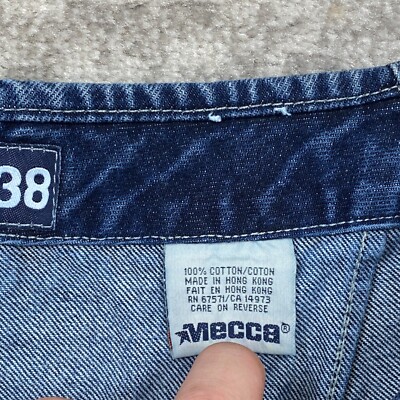 38
100% COTTON/COTON
MADE IN HONG KONG
FAIT EN HONG KONG
RN 67571/CA 14973
CARE ON REVERSE
mecca®